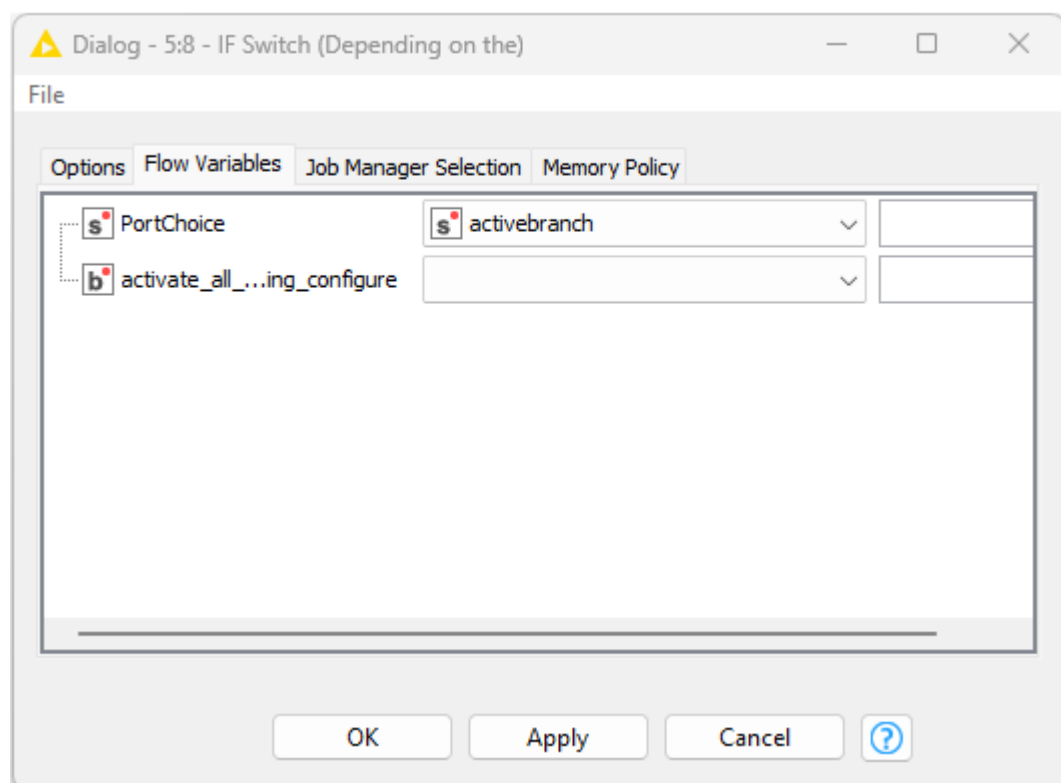 Dialog - 5:8 - IF Switch (Depending on the)
File
Options Flow Variables Job Manager Selection Memory Policy
s PortChoice s activebranch
b activate_all_...ing_configure
OK Apply Cancel ?